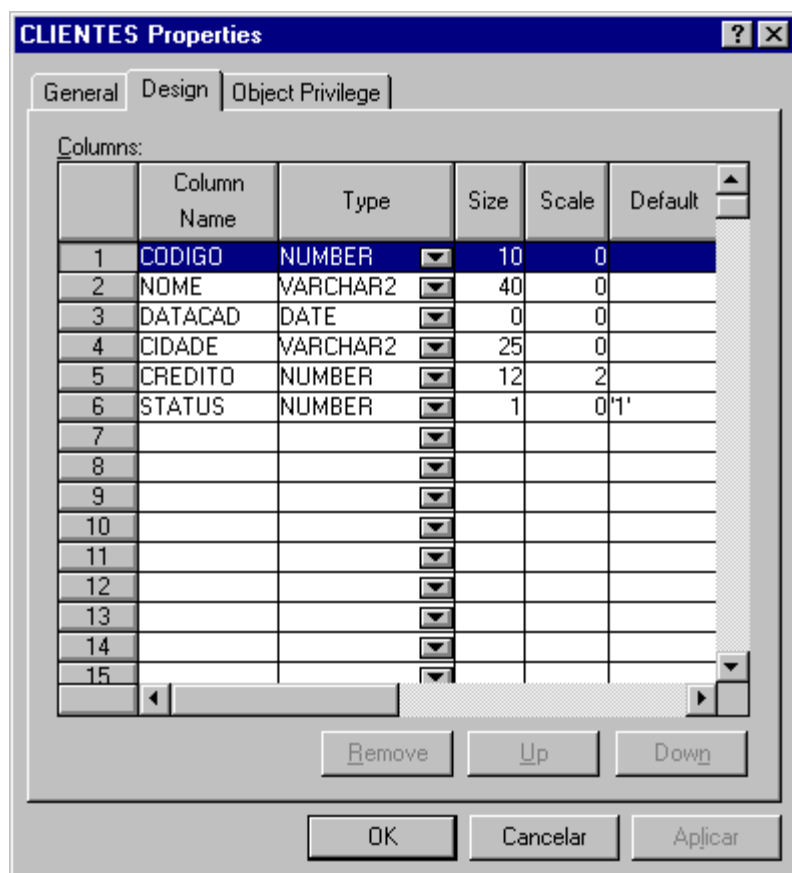 CLIENTES Properties ? ×
General Design Object Privilege
Columns:
Column Name Type Size Scale Default
1 CODIGO NUMBER 10 0
2 NOME VARCHAR2 40 0
3 DATACAD DATE 0 0
4 CIDADE VARCHAR2 25 0
5 CREDITO NUMBER 12 2
6 STATUS NUMBER 1 0 '1'
7
8
9
10
11
12
13
14
15
Remove Up Down
OK Cancelar Aplicar